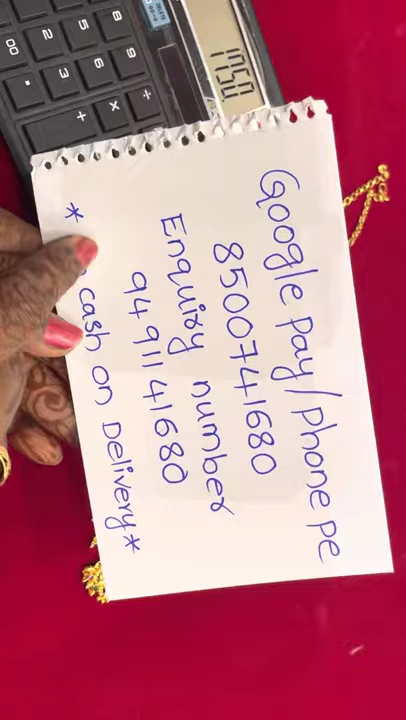 Google Pay/Phone Pe
8500741680
Enquiry number
9491141680
* cash on Delivery *